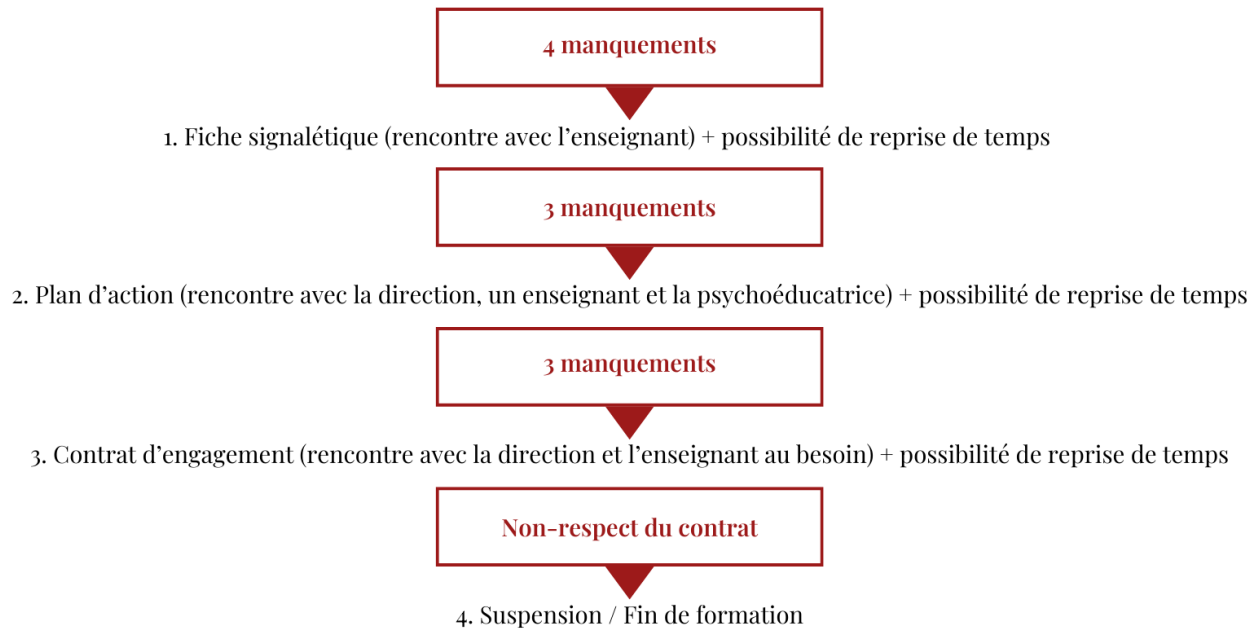 4 manquements
1. Fiche signalétique (rencontre avec l’enseignant) + possibilité de reprise de temps
3 manquements
2. Plan d’action (rencontre avec la direction, un enseignant et la psychoéducatrice) + possibilité de reprise de temps
3 manquements
3. Contrat d’engagement (rencontre avec la direction et l’enseignant au besoin) + possibilité de reprise de temps
Non-respect du contrat
4. Suspension / Fin de formation